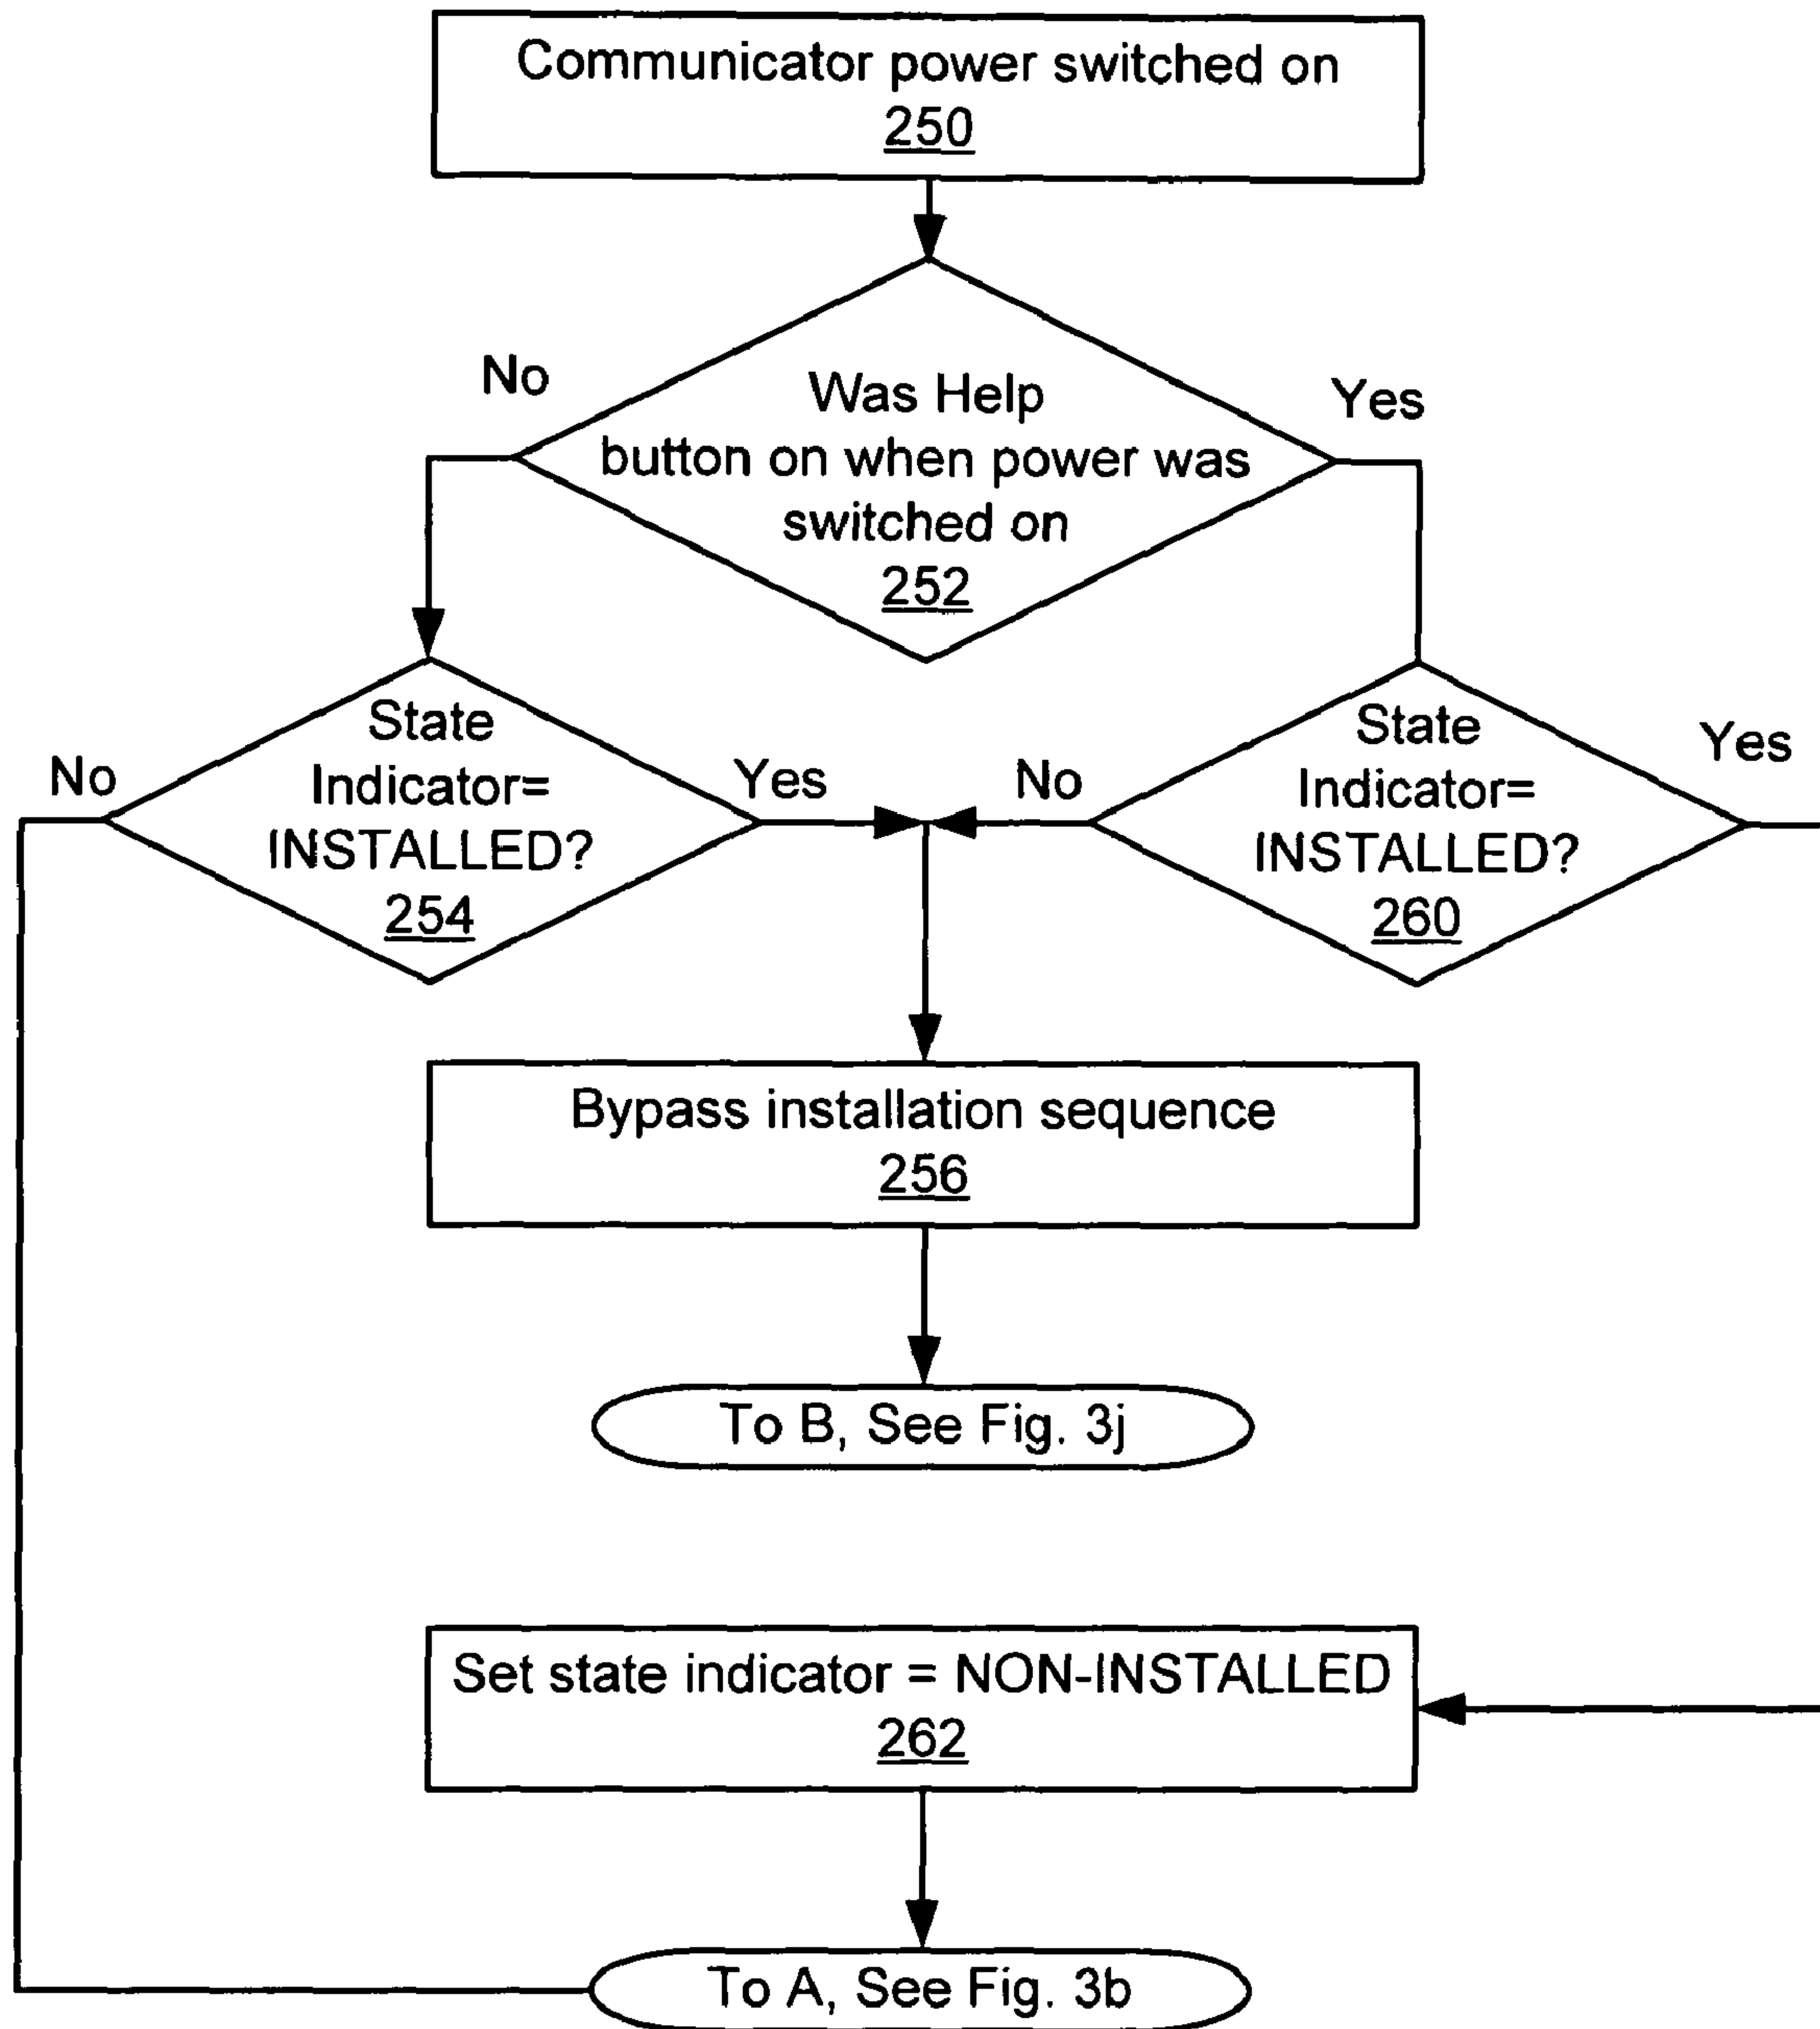 Communicator power switched on
250
No
Yes
Was Help
button on when power was
switched on
252
No
State
Indicator=
INSTALLED?
254
Yes
No
State
Indicator=
INSTALLED?
260
Yes
Bypass installation sequence
256
To B, See Fig. 3j
Set state indicator = NON-INSTALLED
262
To A, See Fig. 3b